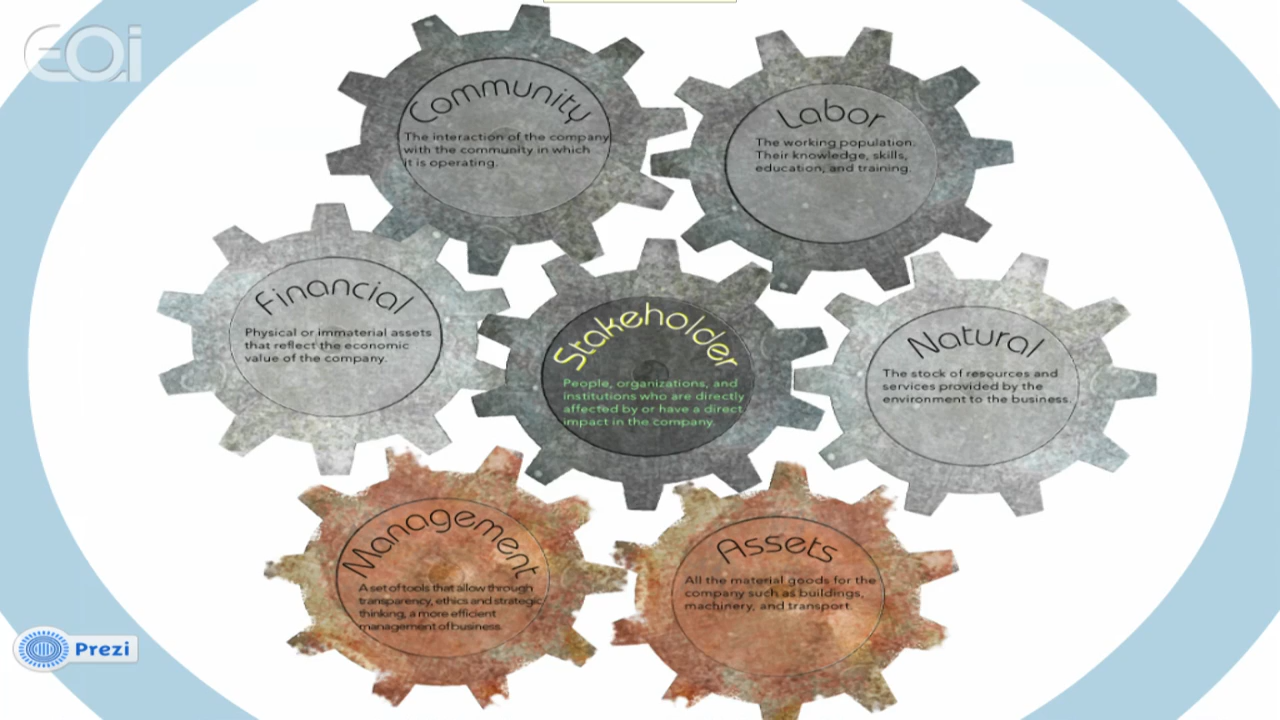 EOi
Community
The interaction of the company
with the community in which
it is operating.
Labor
The working population.
Their knowledge, skills,
education, and training.
Financial
Physical or immaterial assets
that reflect the economic
value of the company.
Stakeholder
People, organizations, and
institutions who are directly
affected by or have a direct
impact in the company.
Natural
The stock of resources and
services provided by the
environment to the business.
Management
A set of tools that allow through
transparency, ethics and strategic
thinking, a more efficient
management of business.
Assets
All the material goods for the
company such as buildings,
machinery, and transport.
Prezi